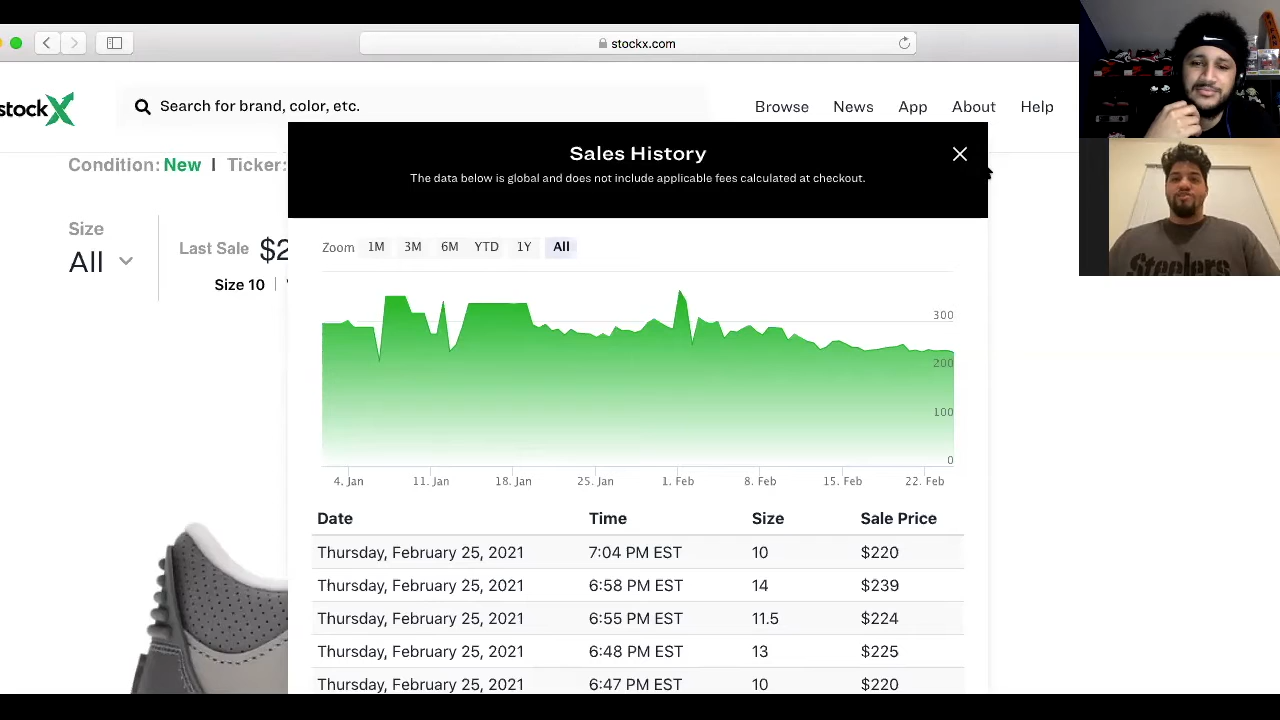 stockx.com
stockX
Search for brand, color, etc.
Browse News App About Help
Condition: New | Ticker:
Size
All
Last Sale $2
Size 10
Sales History
The data below is global and does not include applicable fees calculated at checkout.
Zoom 1M 3M 6M YTD 1Y All
300
200
100
0
4. Jan 11. Jan 18. Jan 25. Jan 1. Feb 8. Feb 15. Feb 22. Feb
Date Time Size Sale Price
Thursday, February 25, 2021 7:04 PM EST 10 $220
Thursday, February 25, 2021 6:58 PM EST 14 $239
Thursday, February 25, 2021 6:55 PM EST 11.5 $224
Thursday, February 25, 2021 6:48 PM EST 13 $225
Thursday, February 25, 2021 6:47 PM EST 10 $220
Steelers